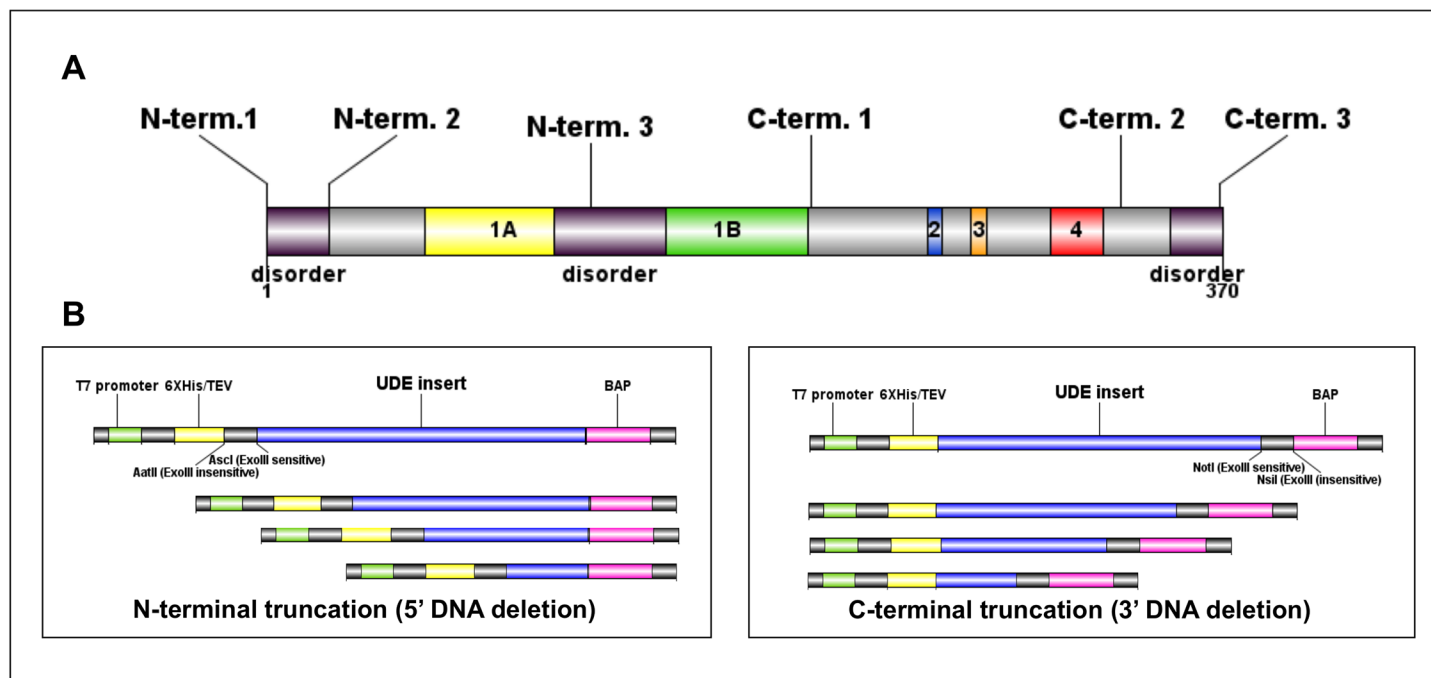 A
N-term.1
N-term. 2
N-term. 3
C-term. 1
C-term. 2
C-term. 3
1A
1B
2
3
4
disorder
disorder
disorder
1
370
B
T7 promoter
6XHis/TEV
UDE insert
BAP
AscI (ExoIII sensitive)
AatII (ExoIII insensitive)
N-terminal truncation (5’ DNA deletion)
T7 promoter
6XHis/TEV
UDE insert
BAP
NotI (ExoIII sensitive)
NsiI (ExoIII (insensitive)
C-terminal truncation (3’ DNA deletion)